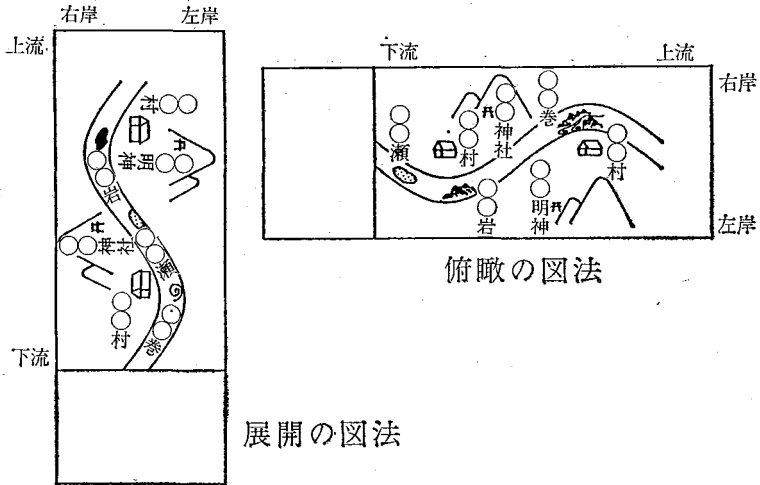 右岸 左岸
上流
○○村
○○明神
○○岩
○○神社
○○瀬
○○村
○○巻
下流
展開の図法
下流 上流
右岸
左岸
○○瀬
○○村
○○神社
○○巻
○○村
○○岩
○○明神
俯瞰の図法